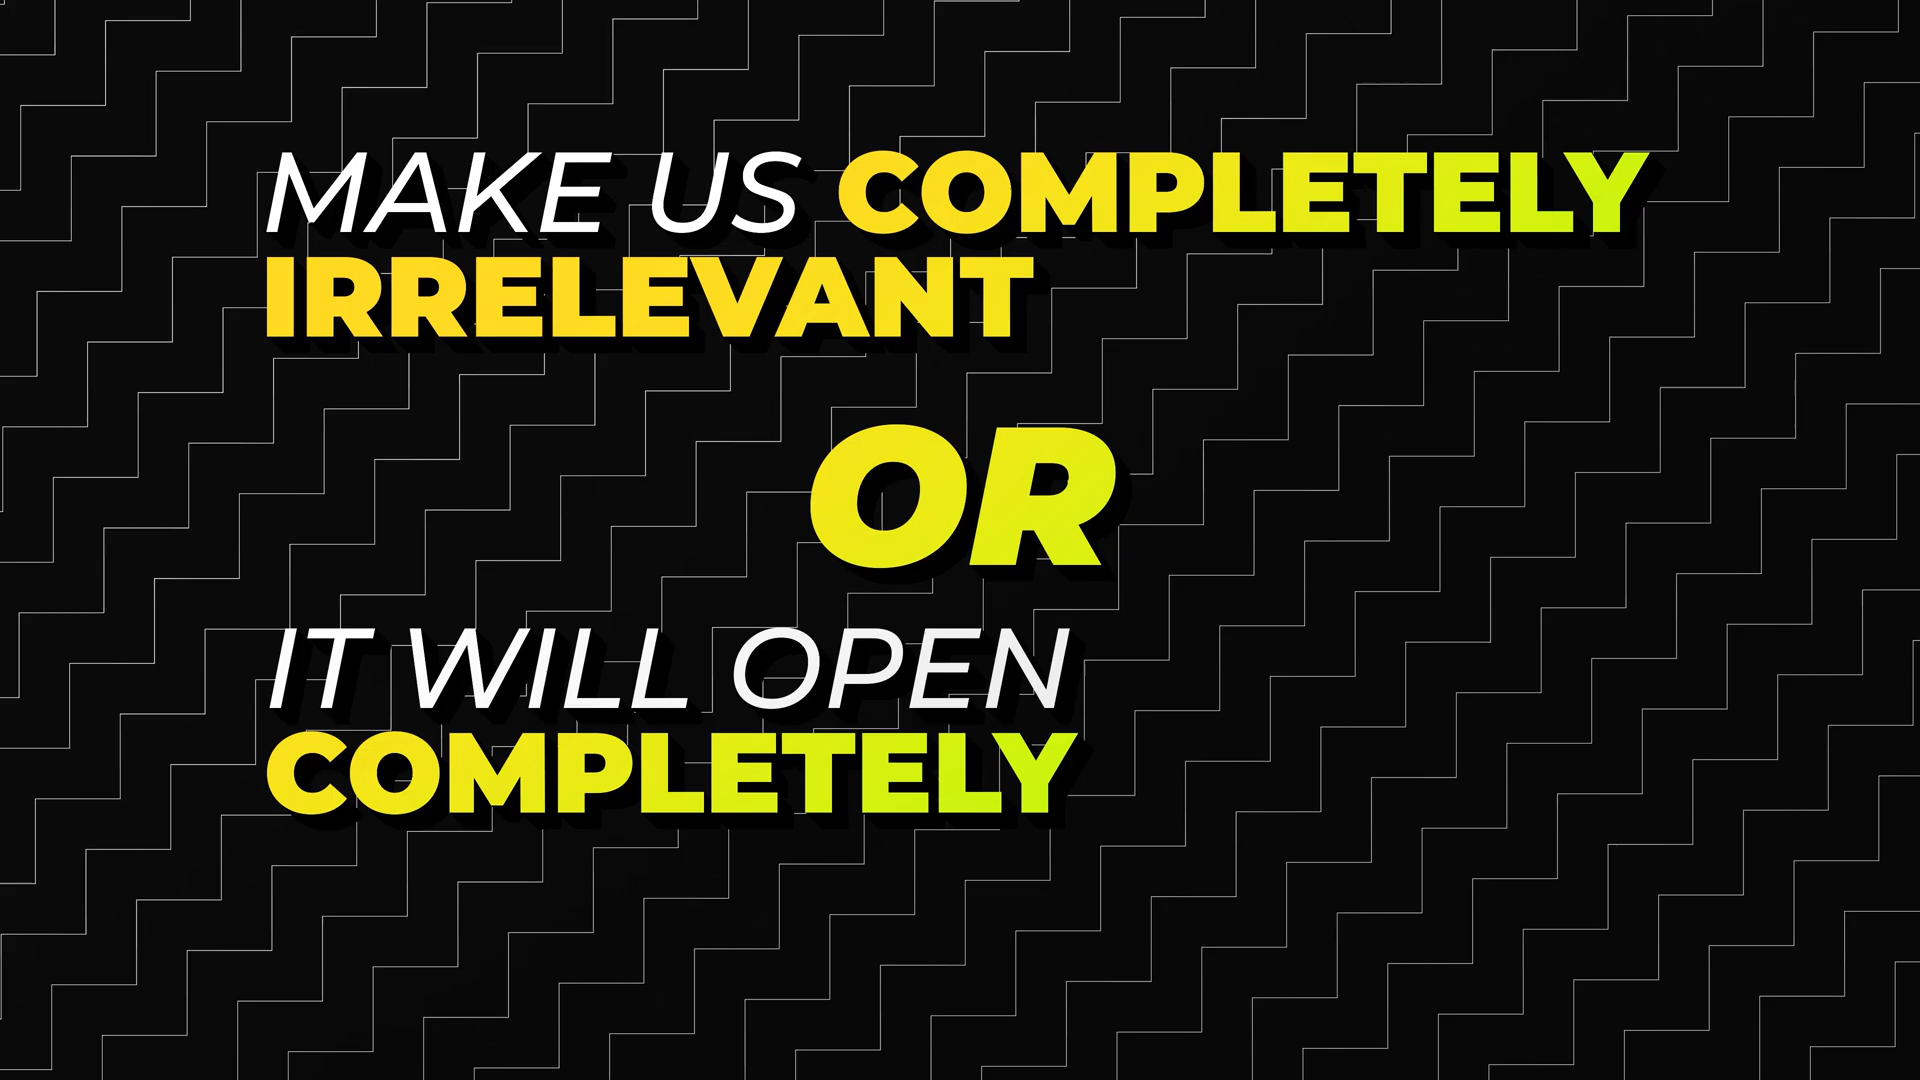 MAKE US COMPLETELY
IRRELEVANT
OR
IT WILL OPEN
COMPLETELY